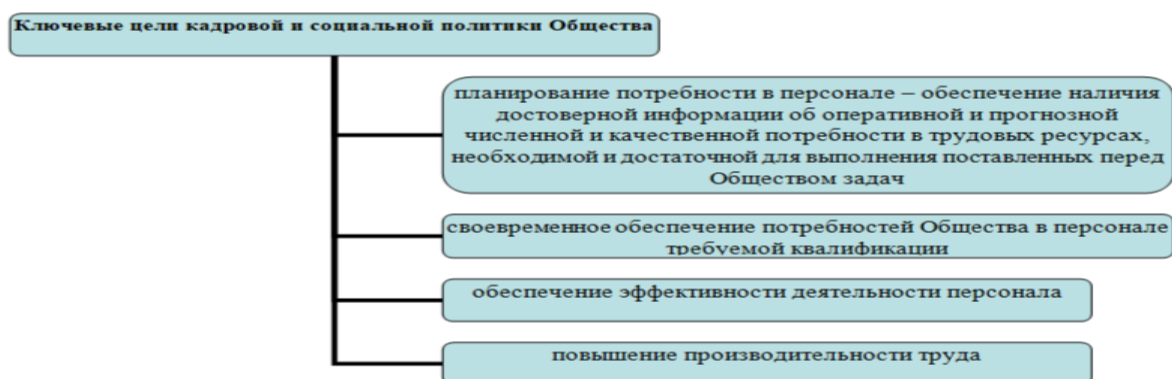 Ключевые цели кадровой и социальной политики Общества
планирование потребности в персонале – обеспечение наличия
достоверной информации об оперативной и прогнозной
численной и качественной потребности в трудовых ресурсах,
необходимой и достаточной для выполнения поставленных перед
Обществом задач
своевременное обеспечение потребностей Общества в персонале
требуемой квалификации
обеспечение эффективности деятельности персонала
повышение производительности труда